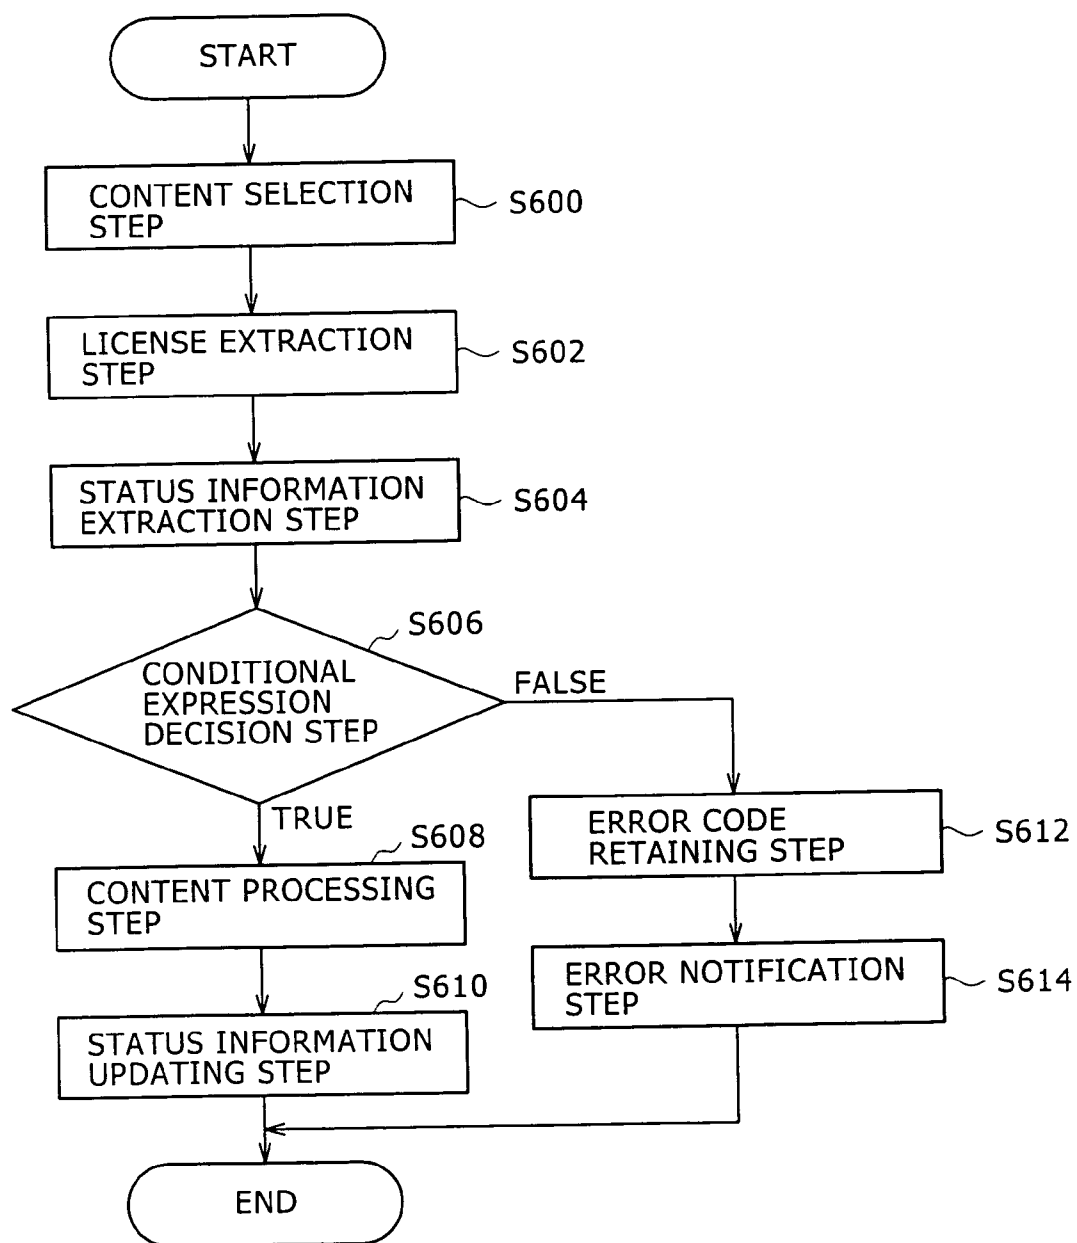 START
CONTENT SELECTION
STEP
S600
LICENSE EXTRACTION
STEP
S602
STATUS INFORMATION
EXTRACTION STEP
S604
S606
CONDITIONAL
EXPRESSION
DECISION STEP
FALSE
TRUE
S608
CONTENT PROCESSING
STEP
S610
STATUS INFORMATION
UPDATING STEP
ERROR CODE
RETAINING STEP
S612
ERROR NOTIFICATION
STEP
S614
END